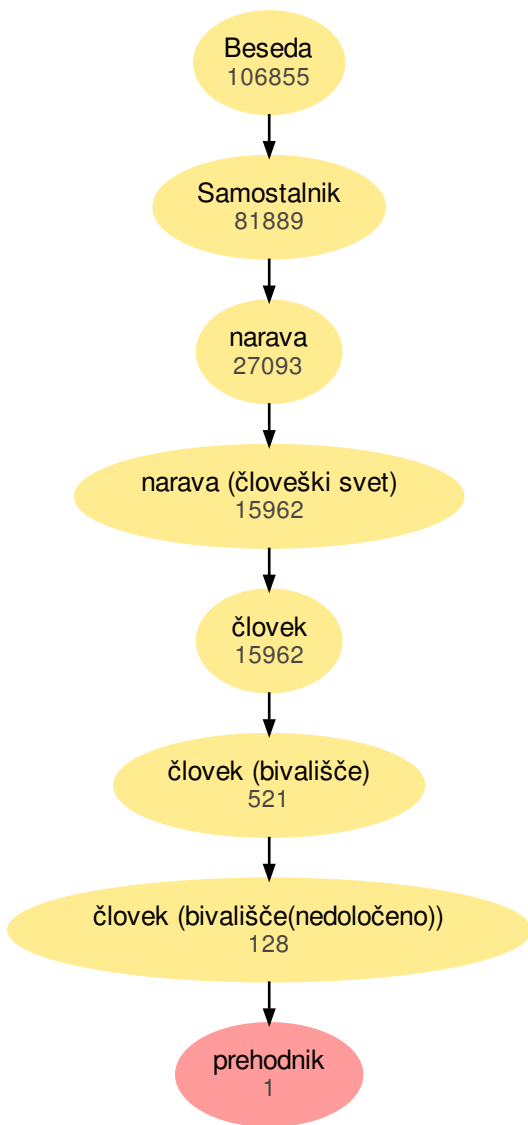 Beseda
106855
Samostalnik
81889
narava
27093
narava (človeški svet)
15962
človek
15962
človek (bivališče)
521
človek (bivališče(nedoločeno))
128
prehodnik
1